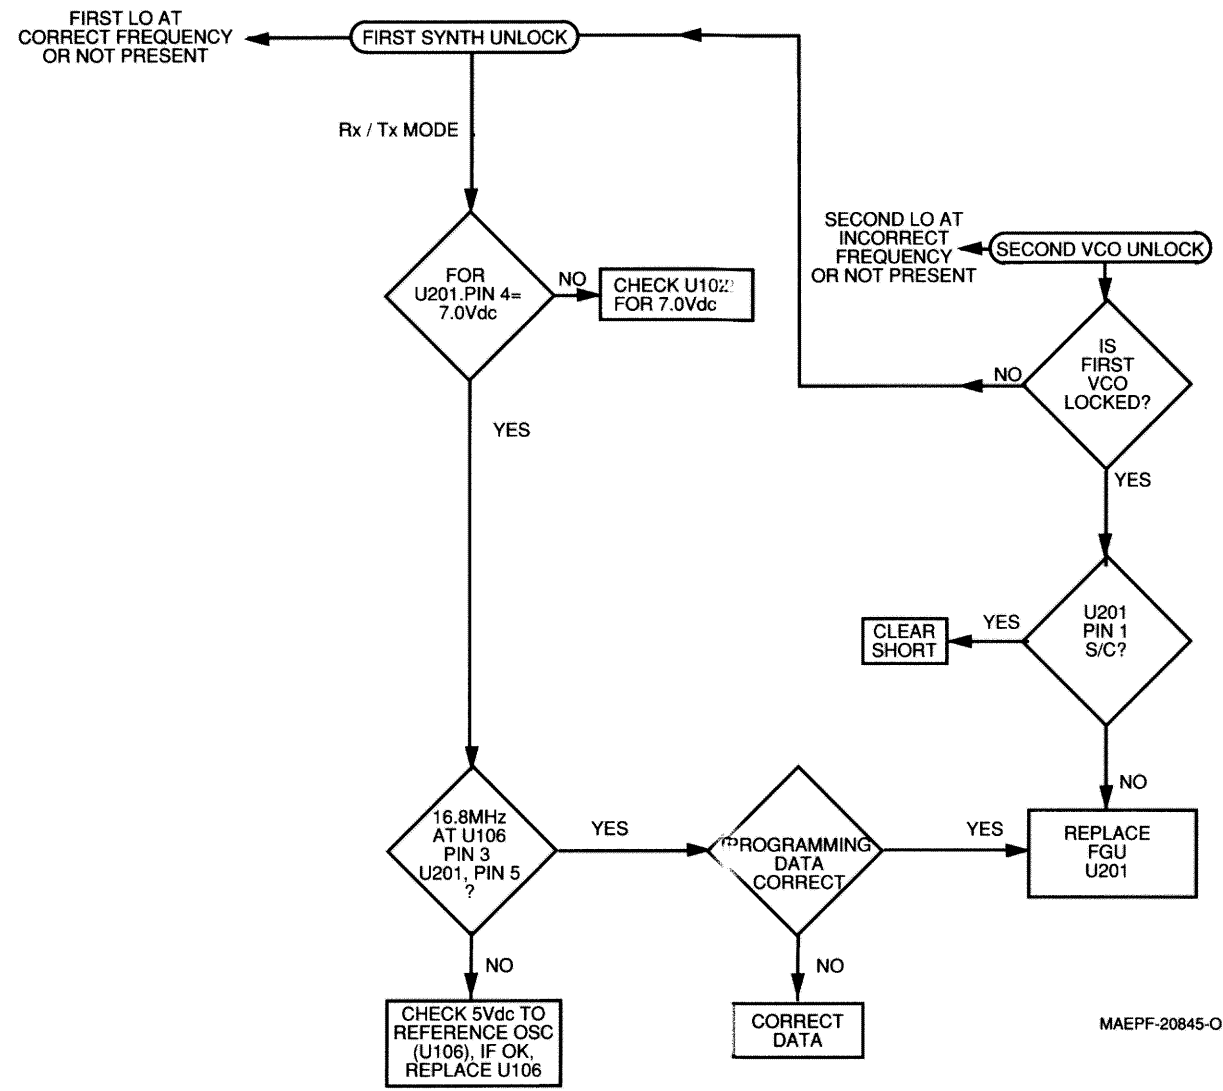 FIRST LO AT
CORRECT FREQUENCY
OR NOT PRESENT
FIRST SYNTH UNLOCK
Rx / Tx MODE
SECOND LO AT
INCORRECT
FREQUENCY
OR NOT PRESENT
SECOND VCO UNLOCK
FOR
U201.PIN 4=
7.0Vdc
NO
CHECK
FOR 7.0Vdc
IS
FIRST
VCO
LOCKED?
NO
YES
YES
U201
PIN 1
S/C?
YES
CLEAR
SHORT
NO
16.8MHz
AT U106
PIN 3
U201, PIN 5
?
YES
PROGRAMMING
DATA
CORRECT
YES
REPLACE
FGU
U201
NO
NO
CHECK 5Vdc TO
REFERENCE OSC
(U106), IF OK,
REPLACE U106
CORRECT
DATA
MAEPF-20845-O